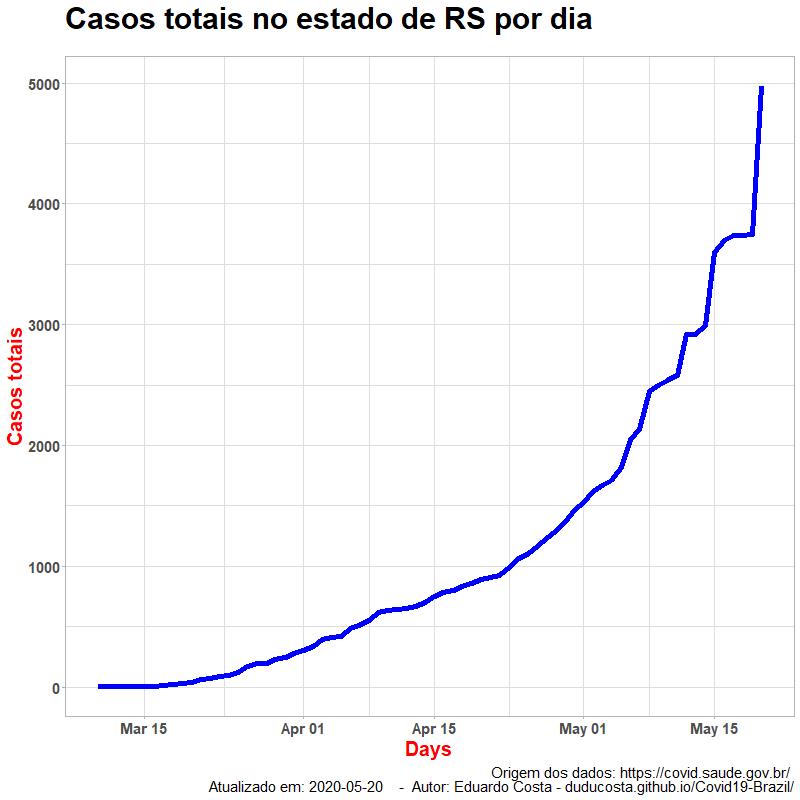 Casos totais no estado de RS por dia
5000
4000
3000
2000
1000
0
Casos totais
Mar 15 Apr 01 Apr 15 May 01 May 15
Days
Origem dos dados: https://covid.saude.gov.br/
Atualizado em: 2020-05-20 - Autor: Eduardo Costa - duducosta.github.io/Covid19-Brazil/